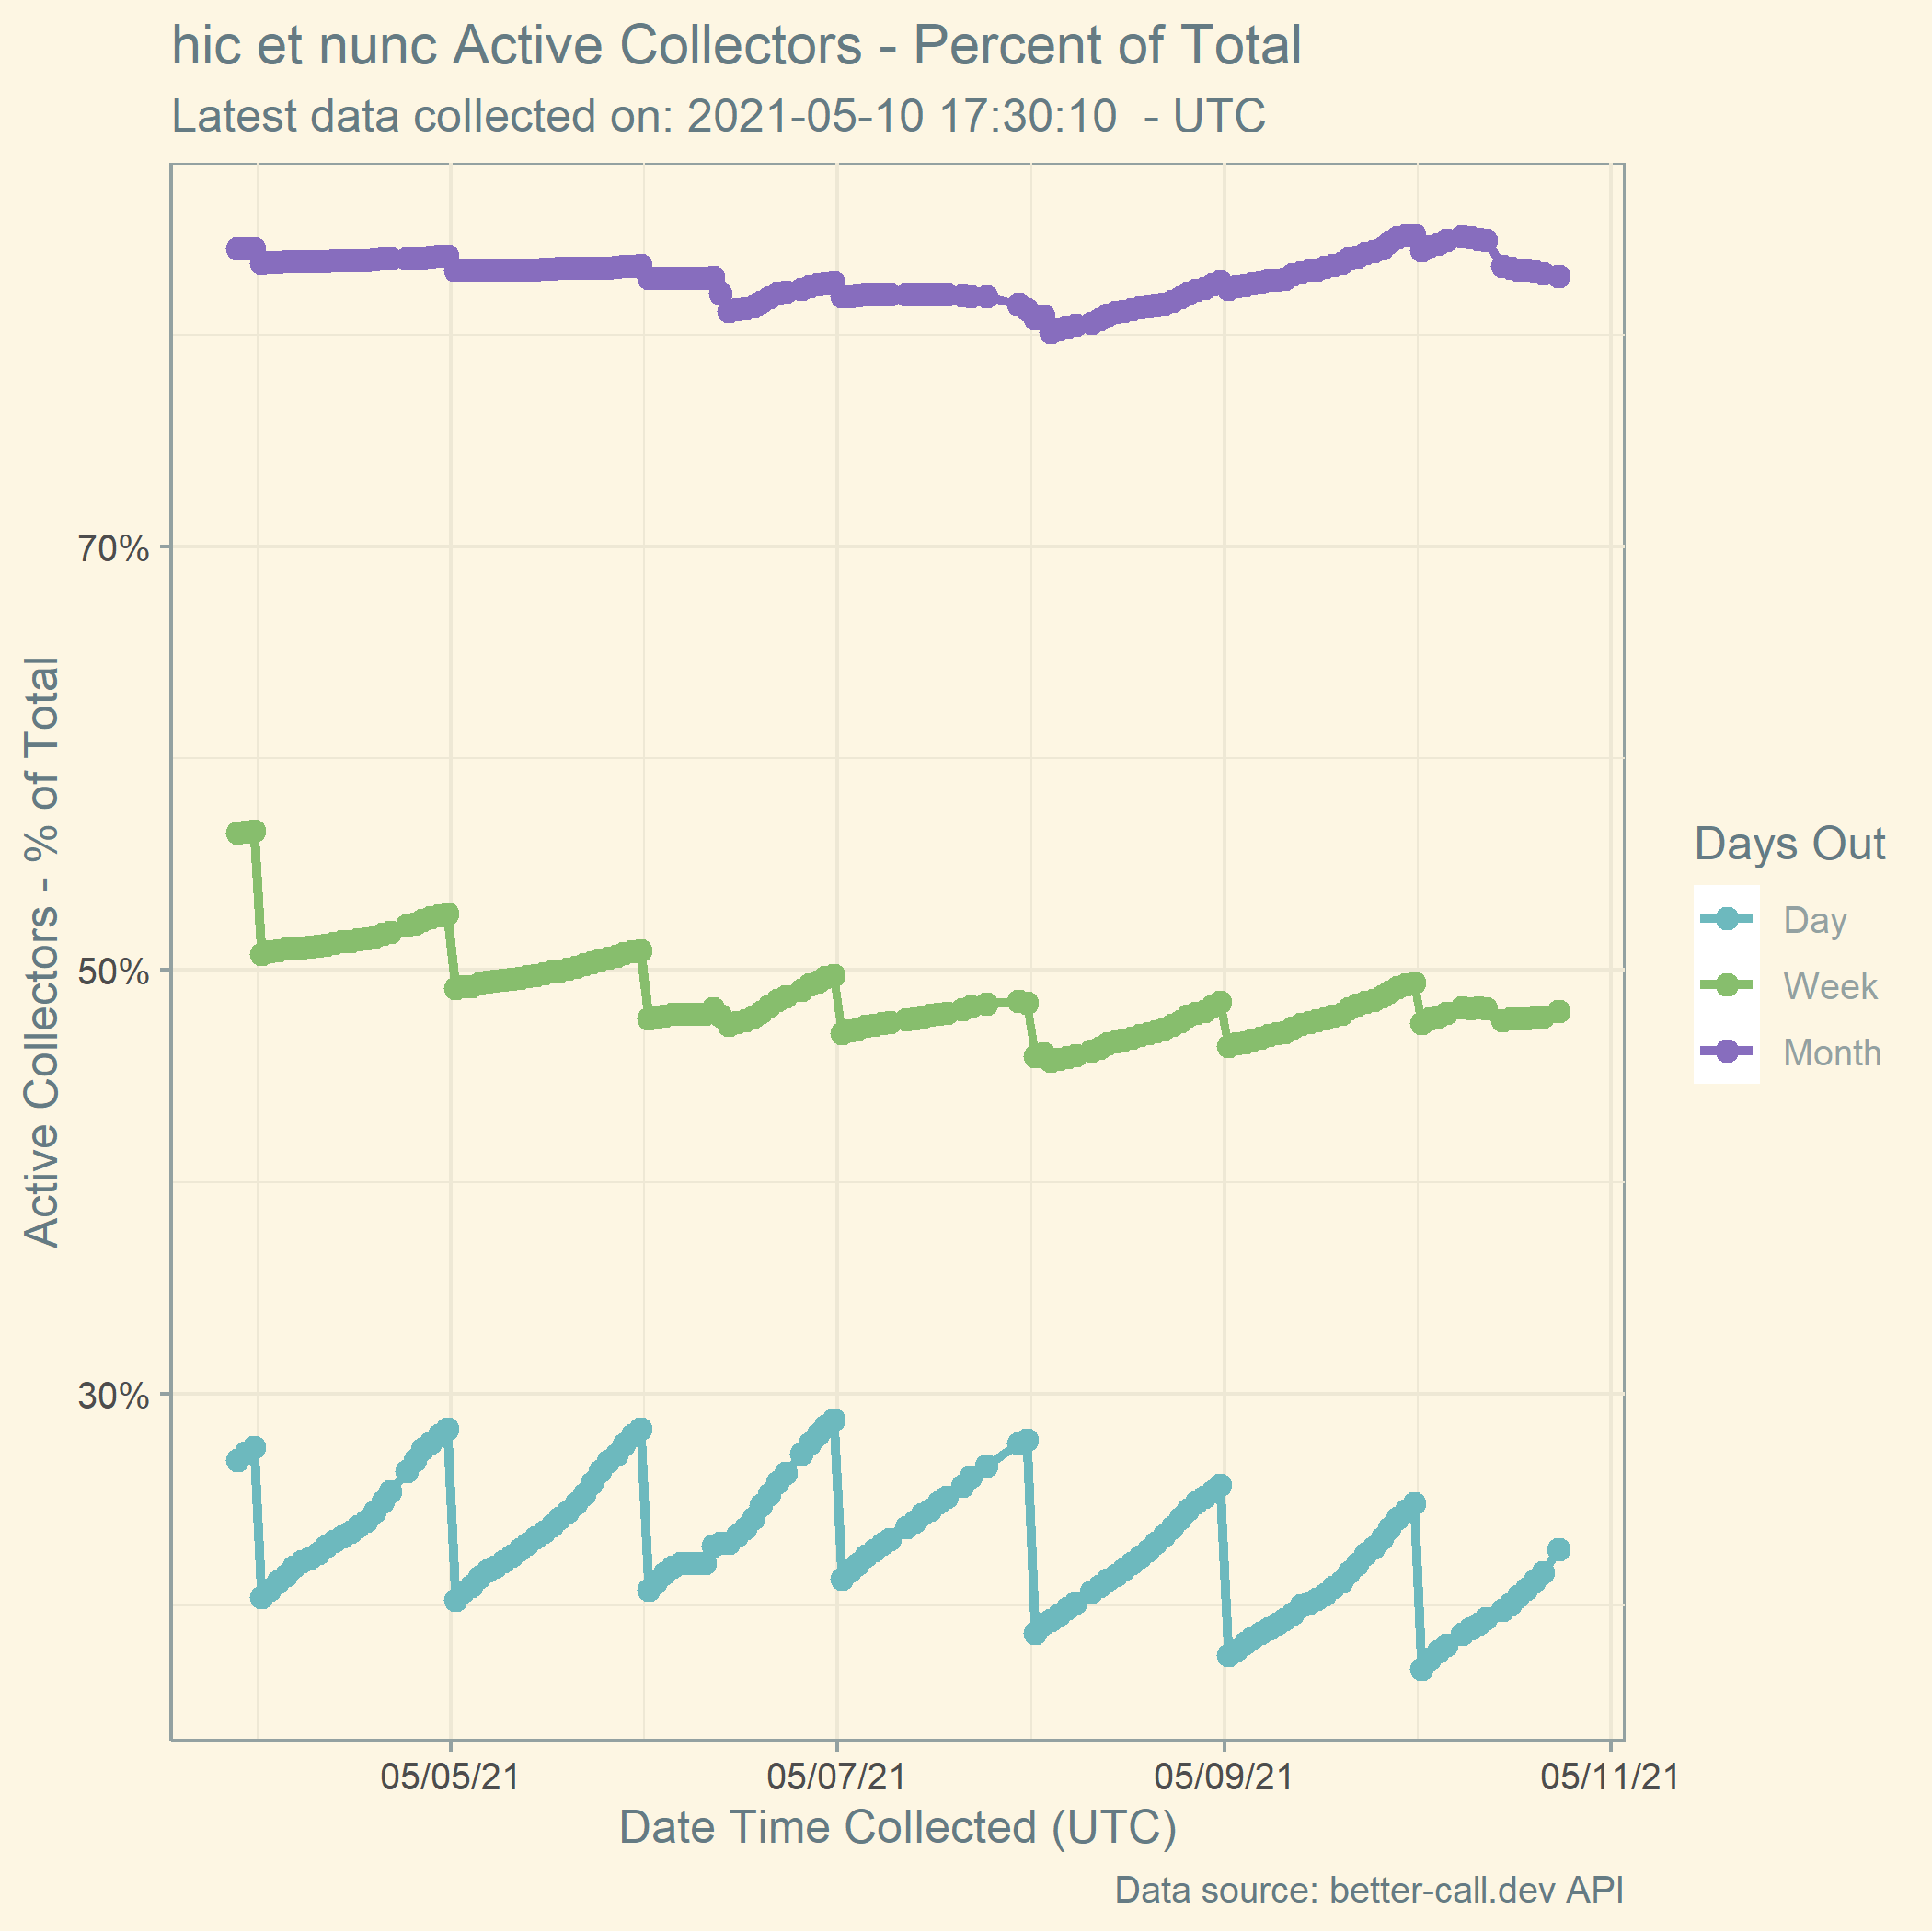 hic et nunc Active Collectors - Percent of Total
Latest data collected on: 2021-05-10 17:30:10  - UTC
Active Collectors - % of Total
70%
50%
30%
05/05/21
05/07/21
05/09/21
05/11/21
Date Time Collected (UTC)
Days Out
Day
Week
Month
Data source: better-call.dev API